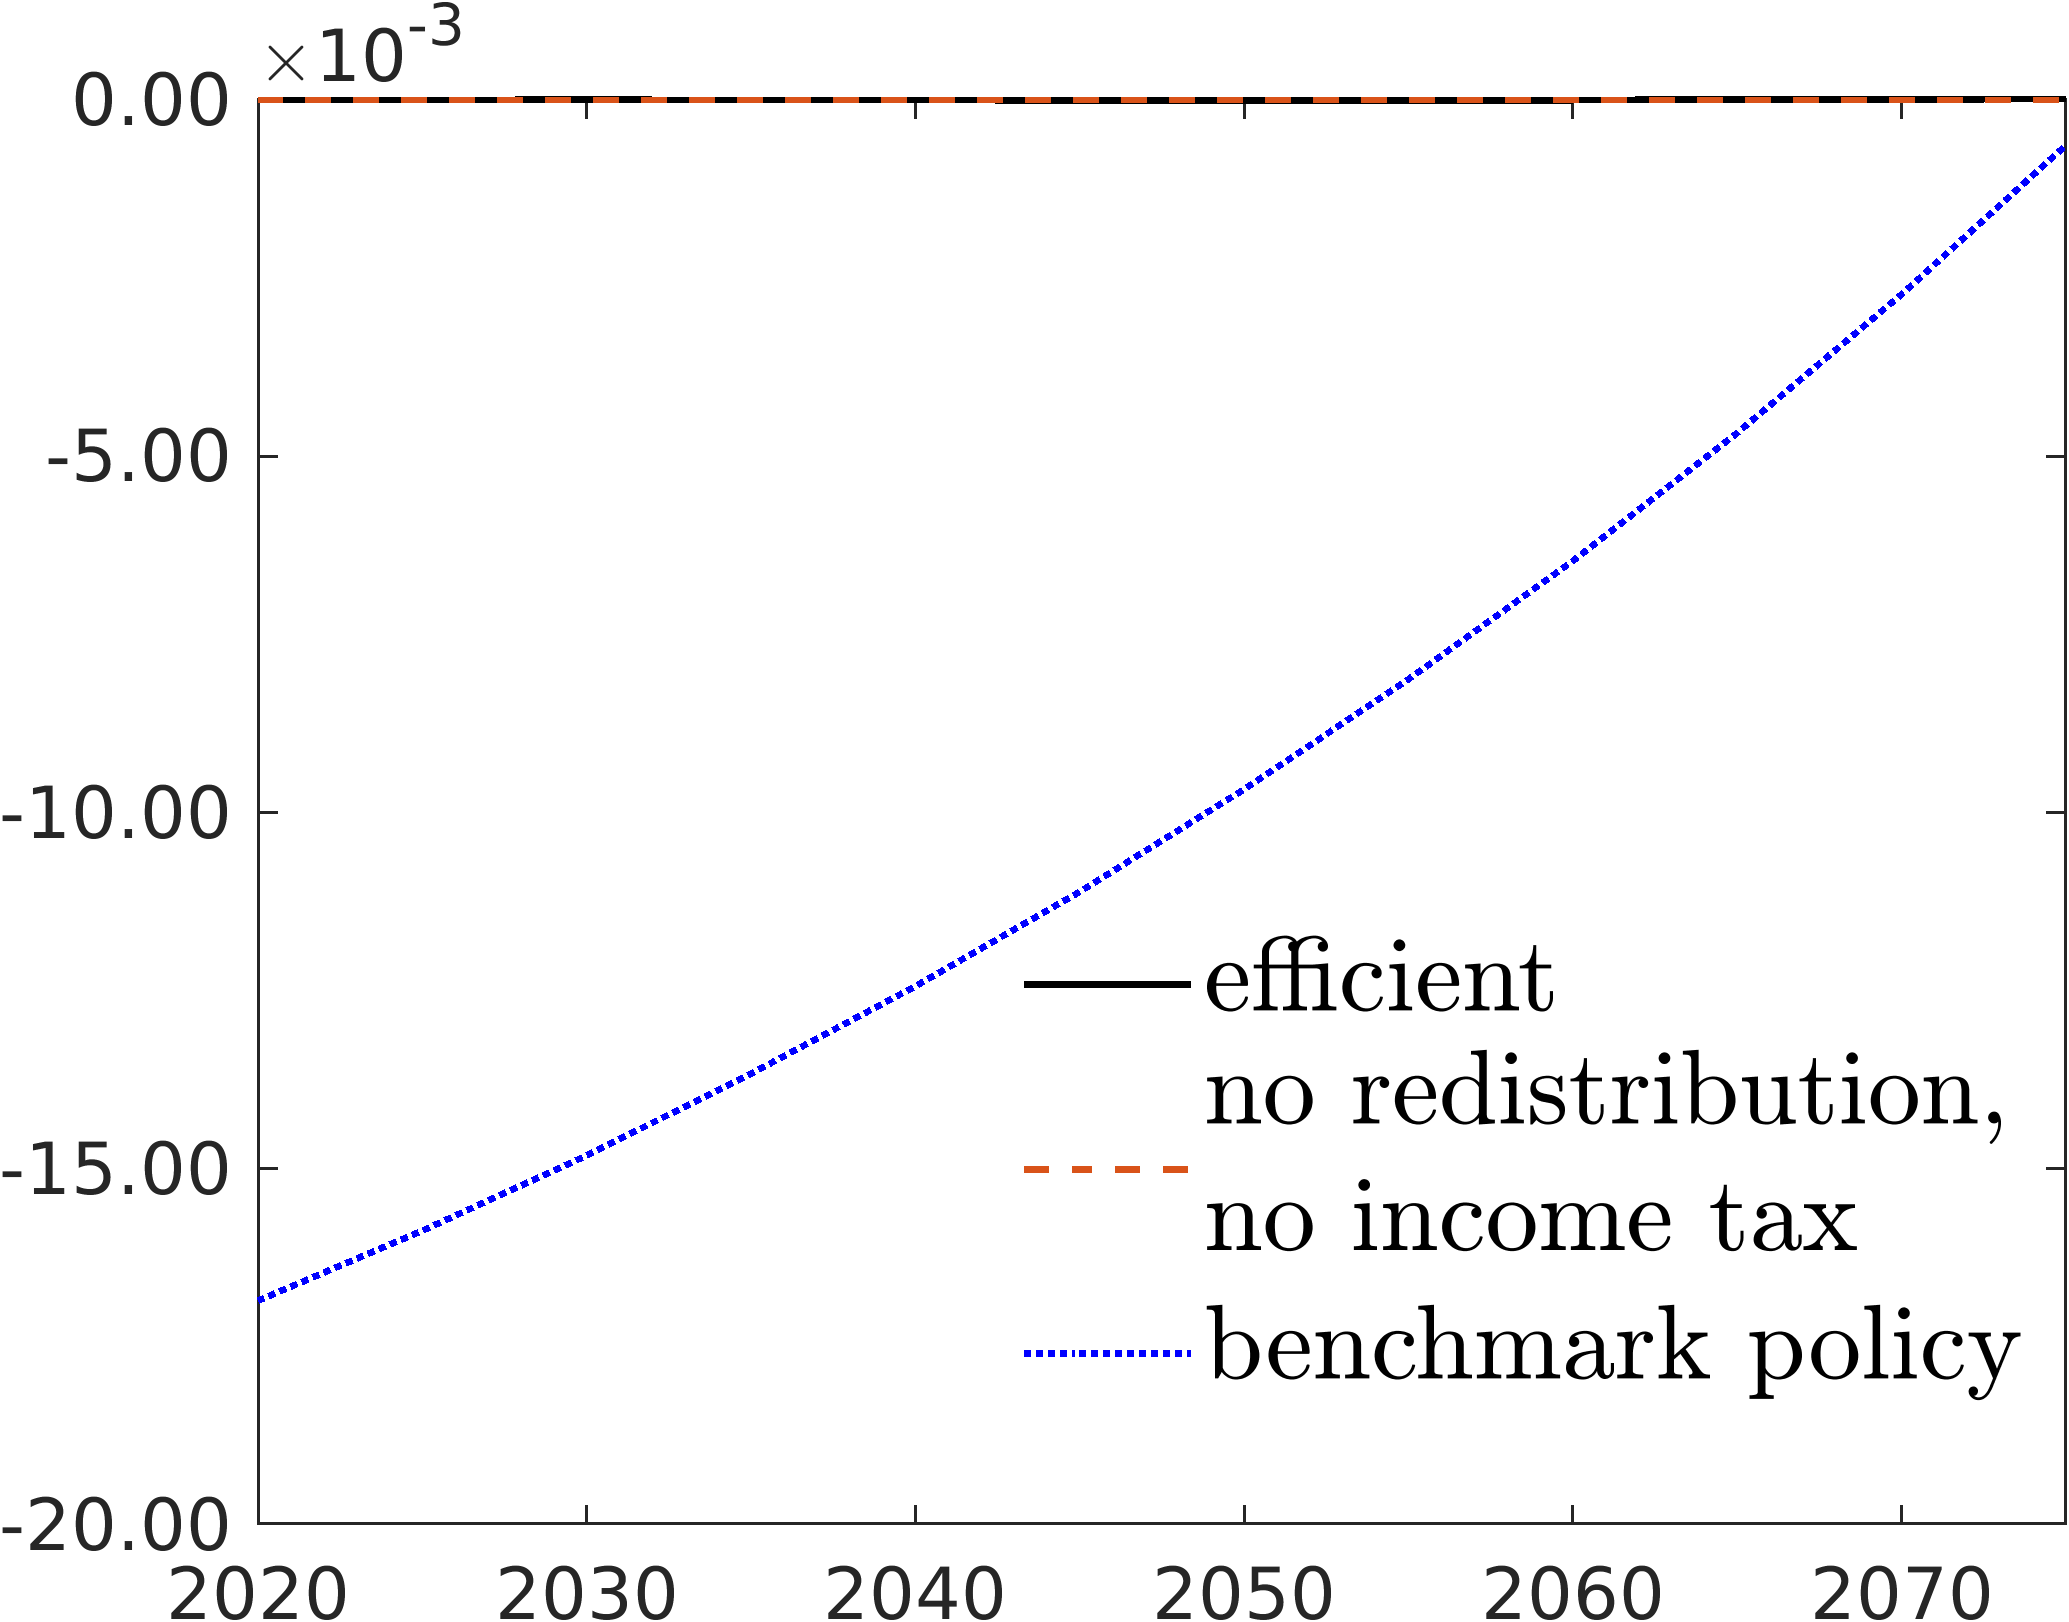 ×10-3
0.00
-5.00
-10.00
-15.00
-20.00
2020 2030 2040 2050 2060 2070
efficient
no redistribution,
no income tax
benchmark policy